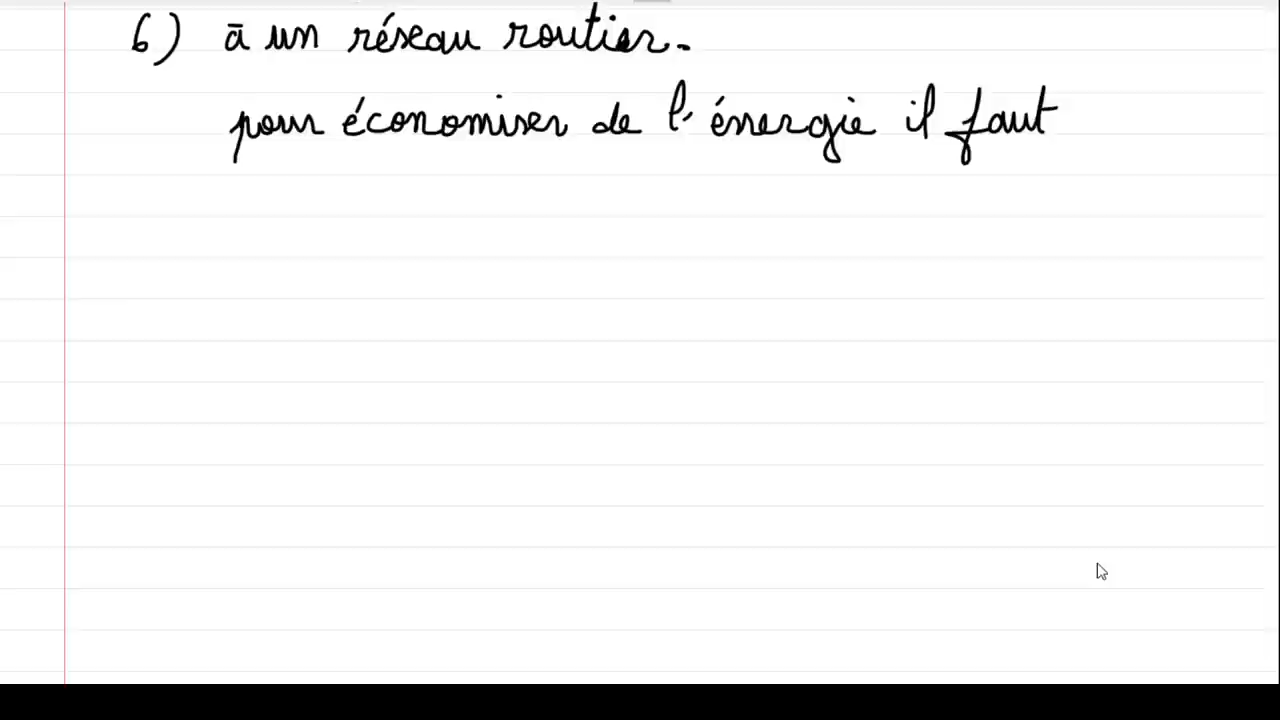 6) à un réseau routier.
pour économiser de l'énergie il faut